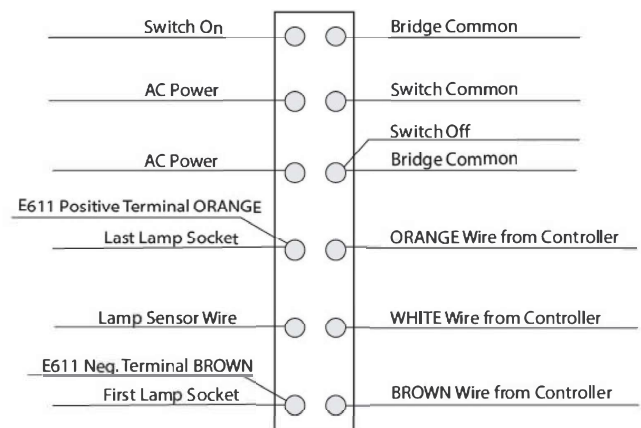 Switch On
Bridge Common
AC Power
Switch Common
Switch Off
AC Power
Bridge Common
E611 Positive Terminal ORANGE
Last Lamp Socket
ORANGE Wire from Controller
Lamp Sensor Wire
WHITE Wire from Controller
E611 Neg. Terminal BROWN
First Lamp Socket
BROWN Wire from Controller